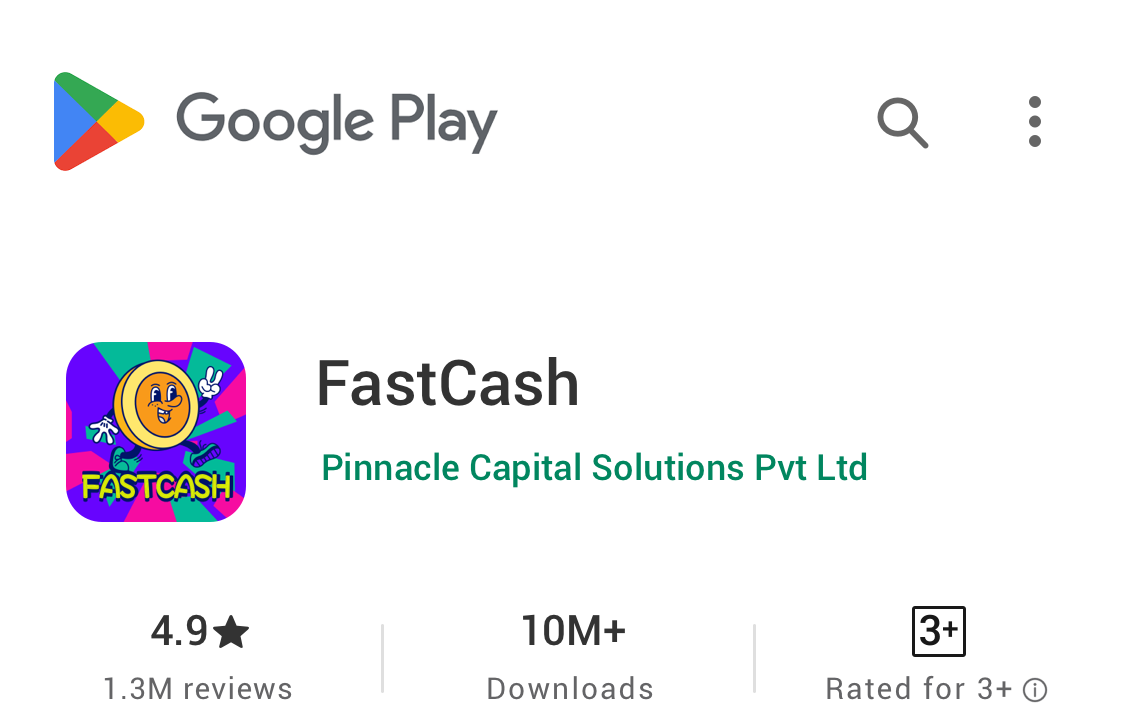 Google Play
FASTCASH
FastCash
Pinnacle Capital Solutions Pvt Ltd
4.9★ 10M+ 3+
1.3M reviews Downloads Rated for 3+